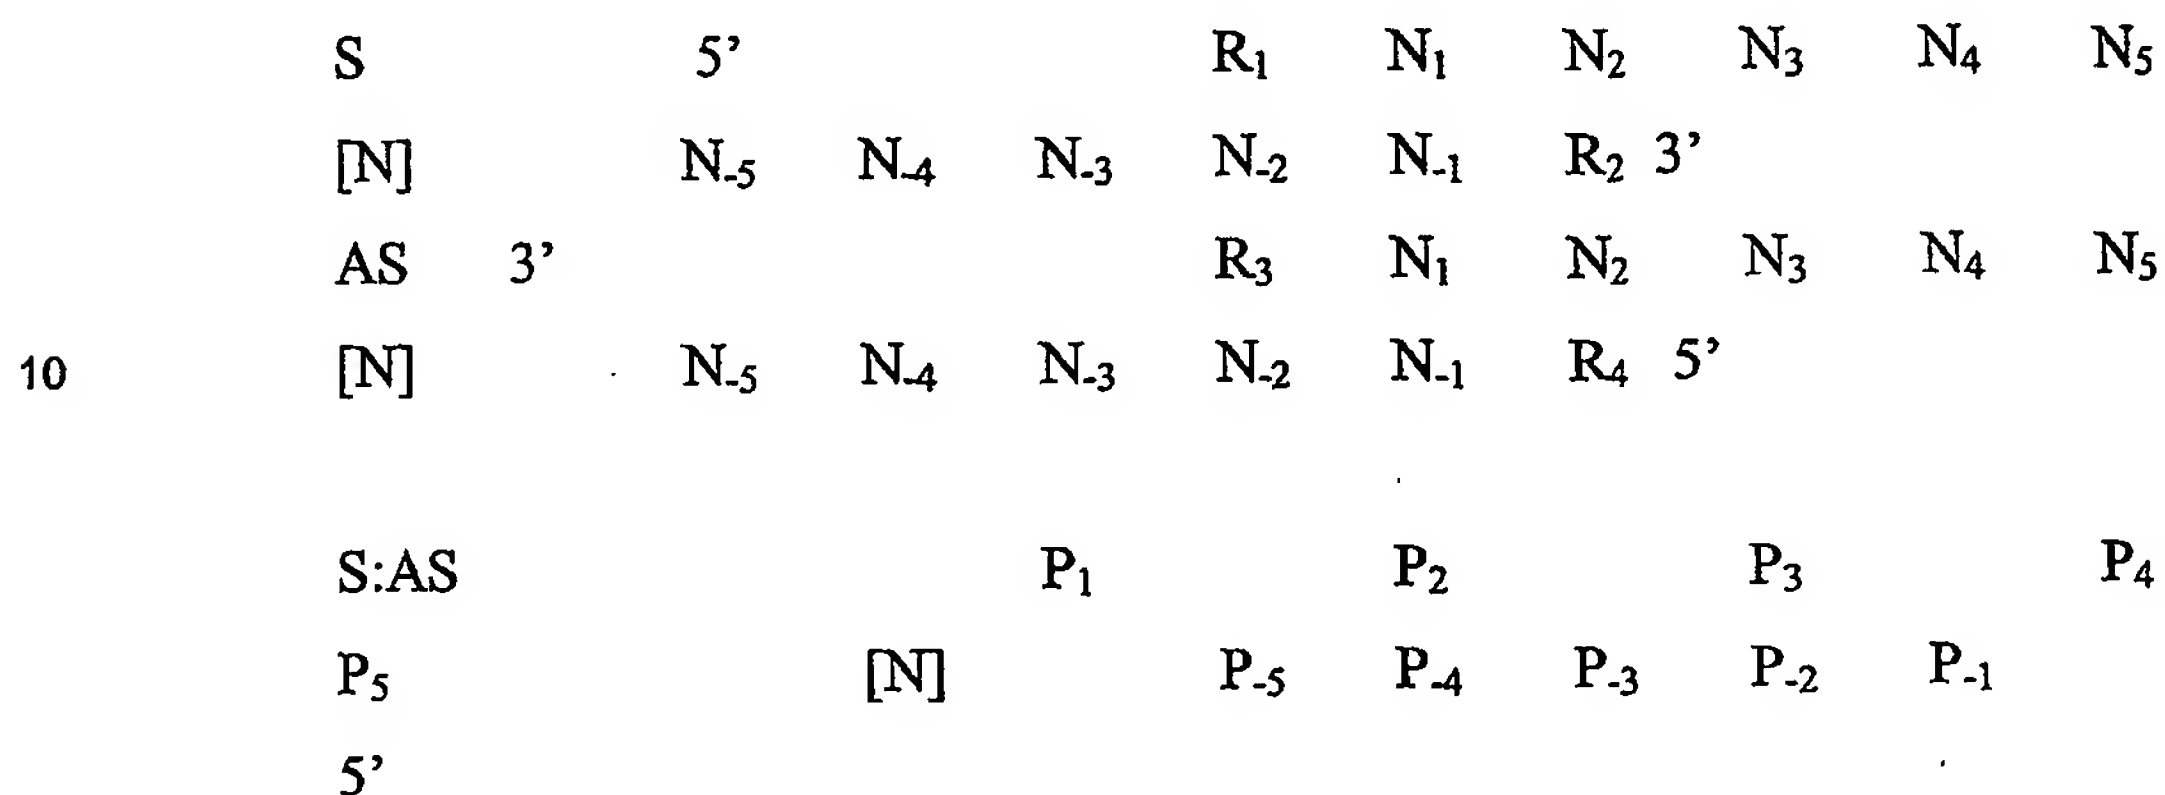 S 5’ R₁ N₁ N₂ N₃ N₄ N₅
[N] N₋₅ N₋₄ N₋₃ N₋₂ N₋₁ R₂ 3’
AS 3’ R₃ N₁ N₂ N₃ N₄ N₅
10 [N] N₋₅ N₋₄ N₋₃ N₋₂ N₋₁ R₄ 5’
S:AS P₁ P₂ P₃ P₄
P₅ [N] P₋₅ P₋₄ P₋₃ P₋₂ P₋₁
5’